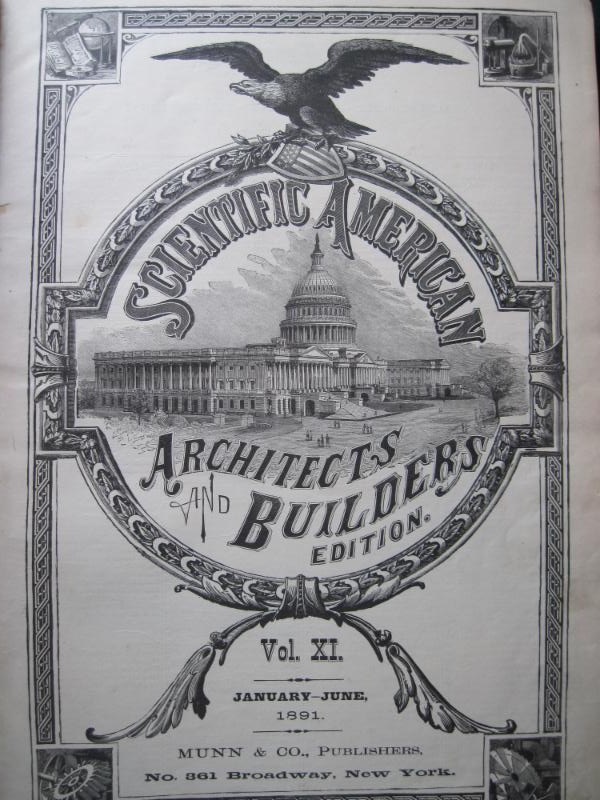 SCIENTIFIC AMERICAN
ARCHITECTS
AND BUILDERS
EDITION.
Vol. XI.
JANUARY–JUNE,
1891.
MUNN & CO., PUBLISHERS,
No. 361 Broadway, New York.